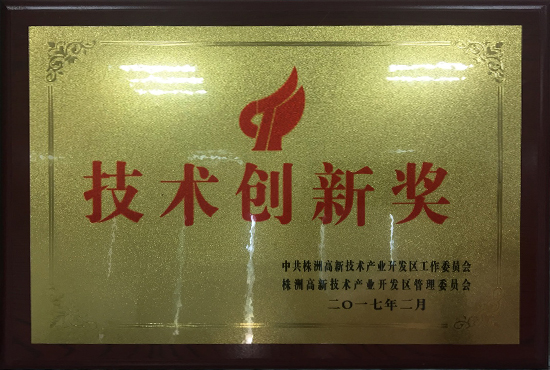 技术创新奖
中共株洲高新技术产业开发区工作委员会
株洲高新技术产业开发区管理委员会
二〇一七年二月